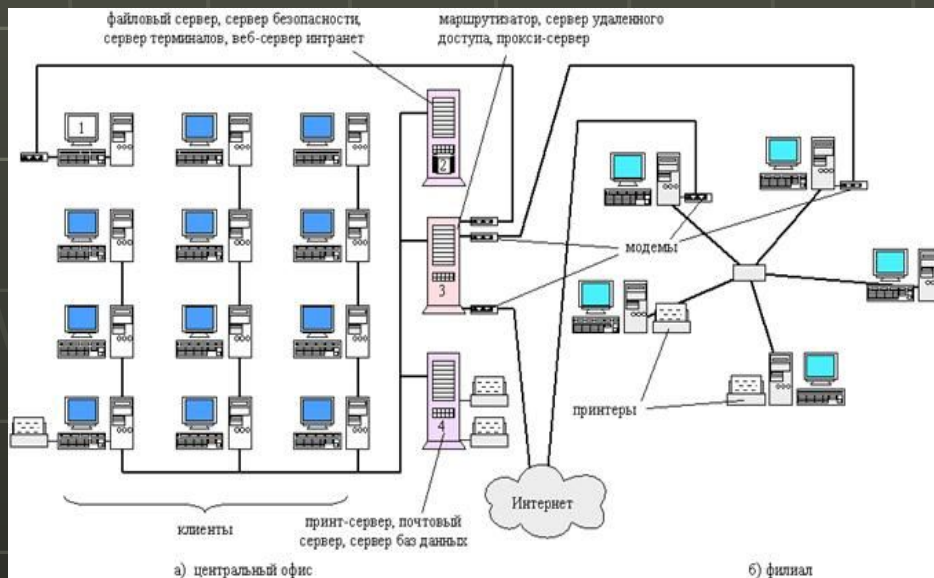 файловый сервер, сервер безопасности,
сервер терминалов, веб-сервер интранет
маршрутизатор, сервер удаленного
доступа, прокси-сервер
1
2
модемы
3
принтеры
4
Интернет
клиенты
принт-сервер, почтовый
сервер, сервер баз данных
а) центральный офис
б) филиал